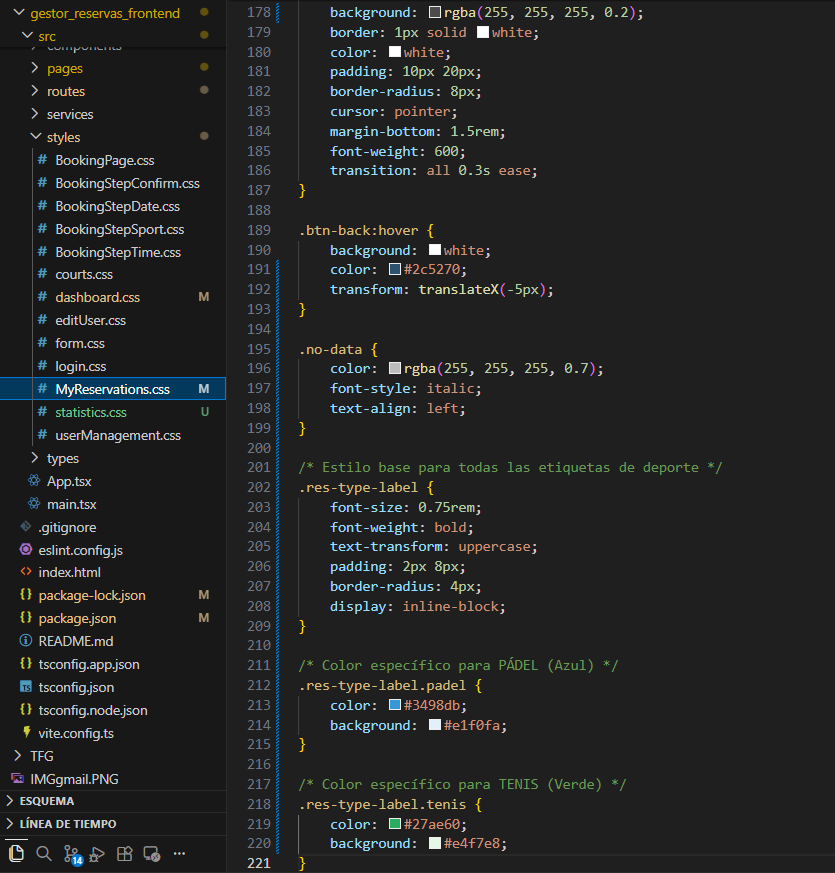 gestor_reservas_frontend
src
components
pages
routes
services
styles
# BookingPage.css
# BookingStepConfirm.css
# BookingStepDate.css
# BookingStepSport.css
# BookingStepTime.css
# courts.css
# dashboard.css M
# editUser.css
# form.css
# login.css
# MyReservations.css M
# statistics.css U
# userManagement.css
types
App.tsx
main.tsx
.gitignore
eslint.config.js
<> index.html
{} package-lock.json M
{} package.json M
README.md
{} tsconfig.app.json
TS tsconfig.json
{} tsconfig.node.json
vite.config.ts
TFG
IMGgmail.PNG
ESQUEMA
LÍNEA DE TIEMPO
14
178 background: rgba(255, 255, 255, 0.2);
179 border: 1px solid white;
180 color: white;
181 padding: 10px 20px;
182 border-radius: 8px;
183 cursor: pointer;
184 margin-bottom: 1.5rem;
185 font-weight: 600;
186 transition: all 0.3s ease;
187 }
188
189 .btn-back:hover {
190 background: white;
191 color: #2c5270;
192 transform: translateX(-5px);
193 }
194
195 .no-data {
196 color: rgba(255, 255, 255, 0.7);
197 font-style: italic;
198 text-align: left;
199 }
200
201 /* Estilo base para todas las etiquetas de deporte */
202 .res-type-label {
203 font-size: 0.75rem;
204 font-weight: bold;
205 text-transform: uppercase;
206 padding: 2px 8px;
207 border-radius: 4px;
208 display: inline-block;
209 }
210
211 /* Color específico para PÁDEL (Azul) */
212 .res-type-label.padel {
213 color: #3498db;
214 background: #e1f0fa;
215 }
216
217 /* Color específico para TENIS (Verde) */
218 .res-type-label.tenis {
219 color: #27ae60;
220 background: #e4f7e8;
221 }